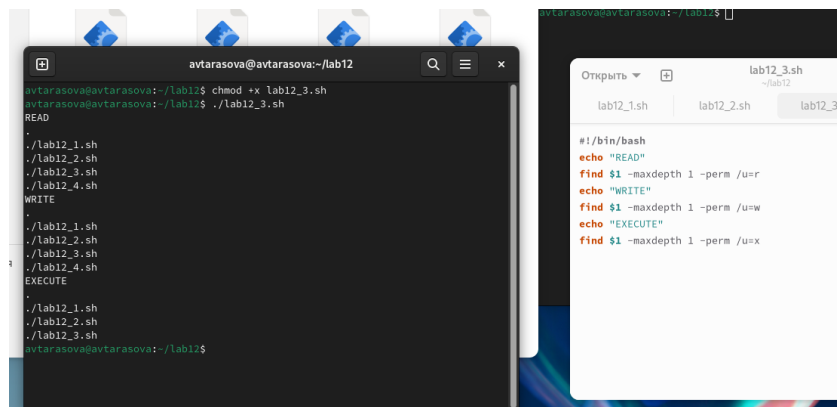 avtarasova@avtarasova:~/lab12
avtarasova@avtarasova:~/lab12$ chmod +x lab12_3.sh
avtarasova@avtarasova:~/lab12$ ./lab12_3.sh
READ
.
./lab12_1.sh
./lab12_2.sh
./lab12_3.sh
./lab12_4.sh
WRITE
.
./lab12_1.sh
./lab12_2.sh
./lab12_3.sh
./lab12_4.sh
EXECUTE
.
./lab12_1.sh
./lab12_2.sh
./lab12_3.sh
avtarasova@avtarasova:~/lab12$
я
avtarasova@avtarasova:~/lab12$
Открыть
lab12_3.sh
~/lab12
lab12_1.sh lab12_2.sh lab12_3
#!/bin/bash
echo "READ"
find $1 -maxdepth 1 -perm /u=r
echo "WRITE"
find $1 -maxdepth 1 -perm /u=w
echo "EXECUTE"
find $1 -maxdepth 1 -perm /u=x